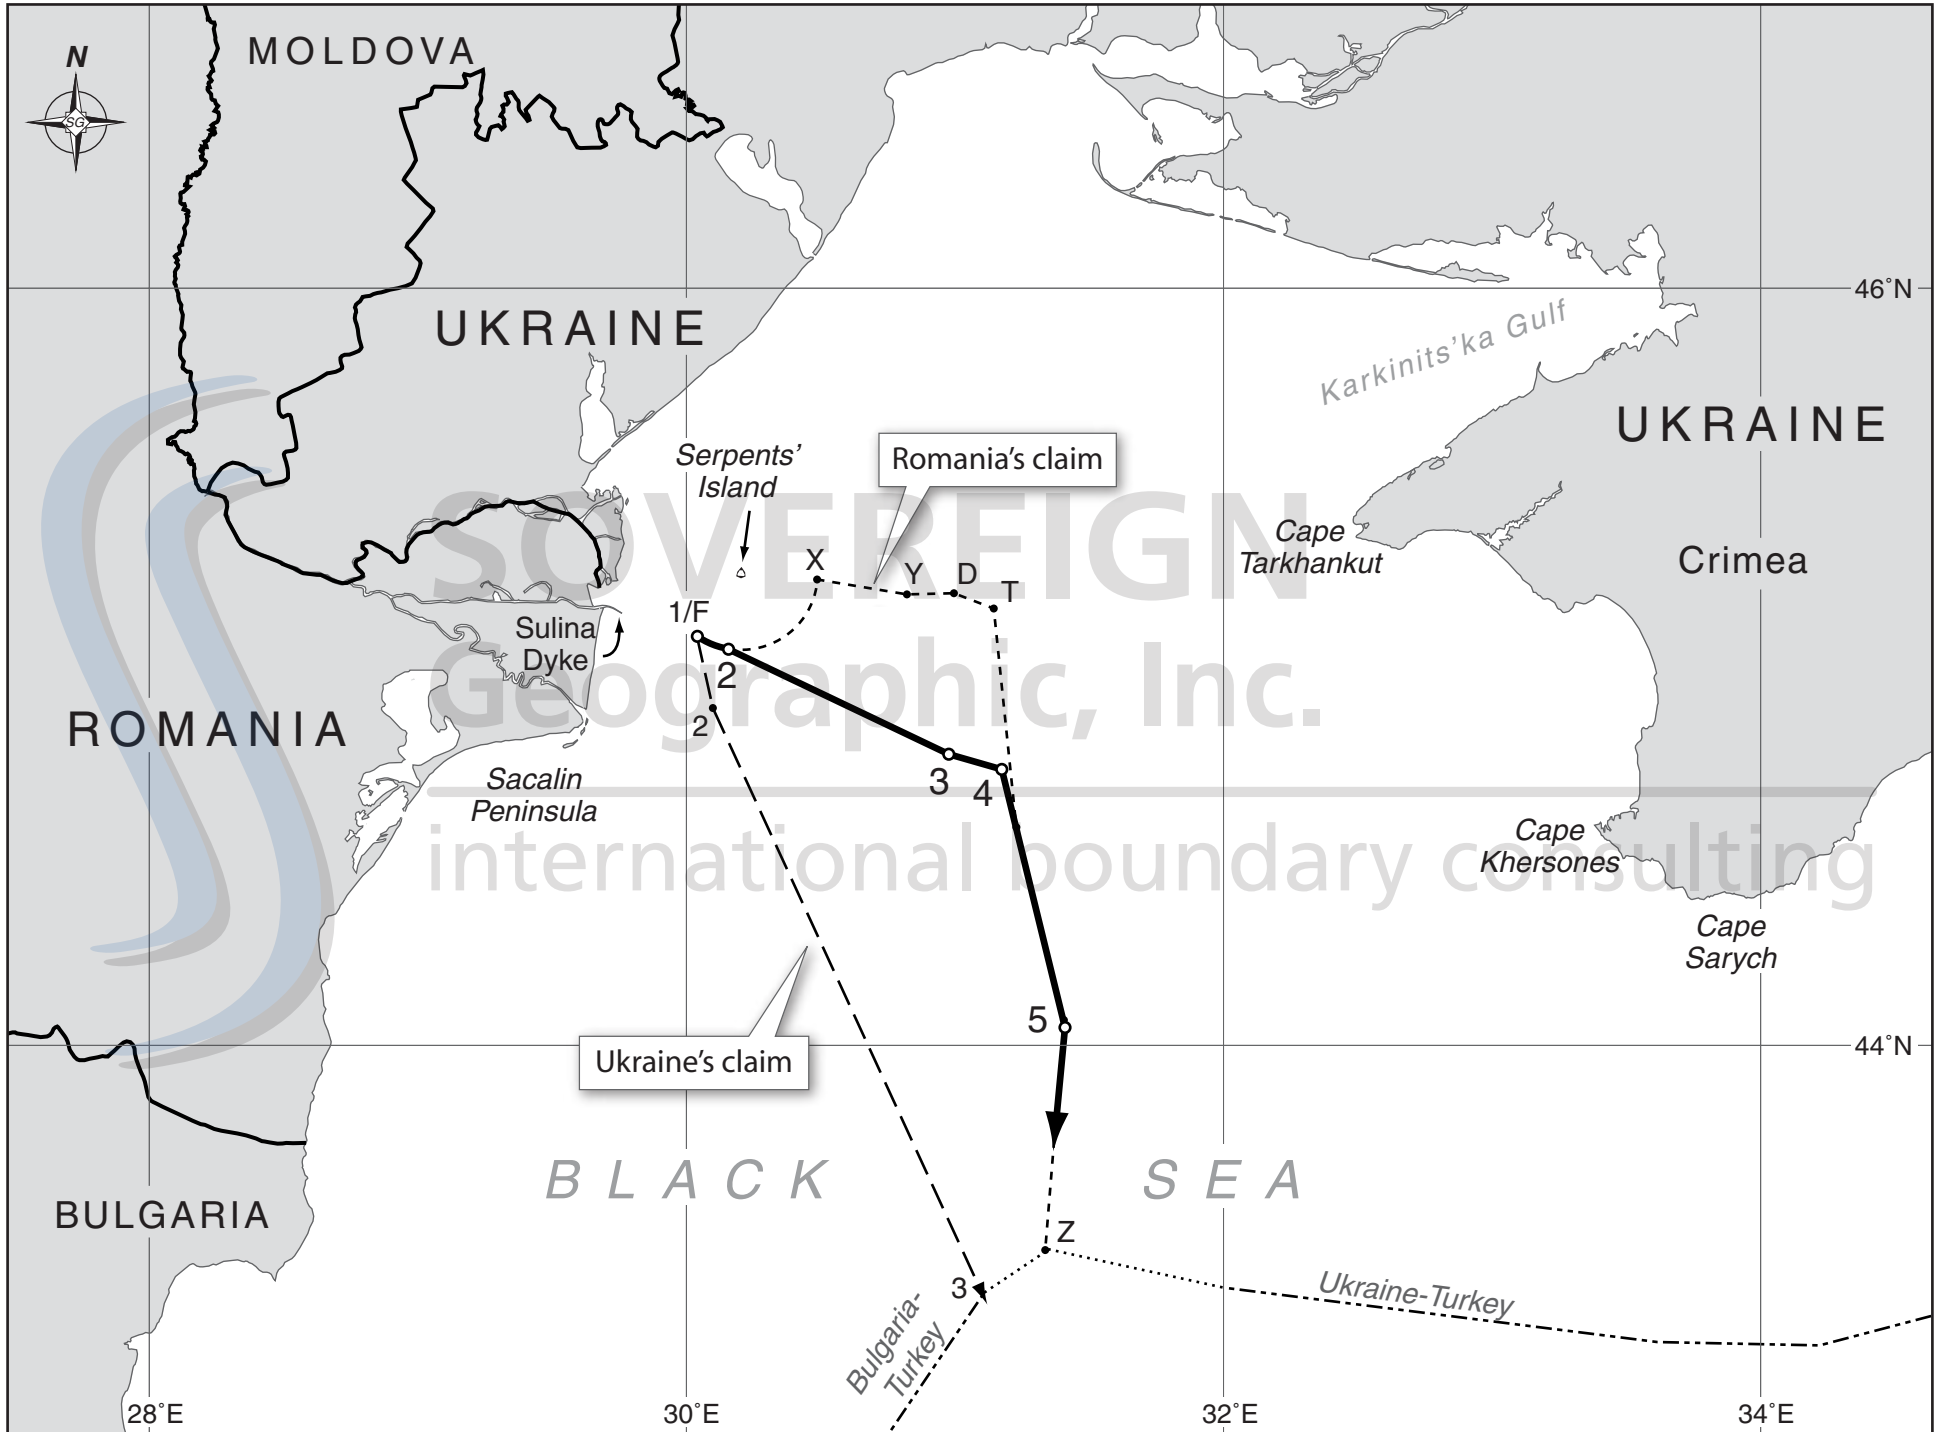 MOLDOVA
N
SG
UKRAINE
46°N
Karkinits'ka Gulf
UKRAINE
Serpents'
Island
Romania's claim
SOVEREIGN
Cape
Tarkhankut
Crimea
X
Y
D
T
1/F
Sulina
Dyke
2
Geographic, Inc.
ROMANIA
2
Sacalin
Peninsula
3
4
Cape
Khersones
international boundary consulting
Cape
Sarych
5
44°N
Ukraine's claim
BLACK SEA
BULGARIA
Z
3
Ukraine-Turkey
Bulgaria-
Turkey
28°E
30°E
32°E
34°E